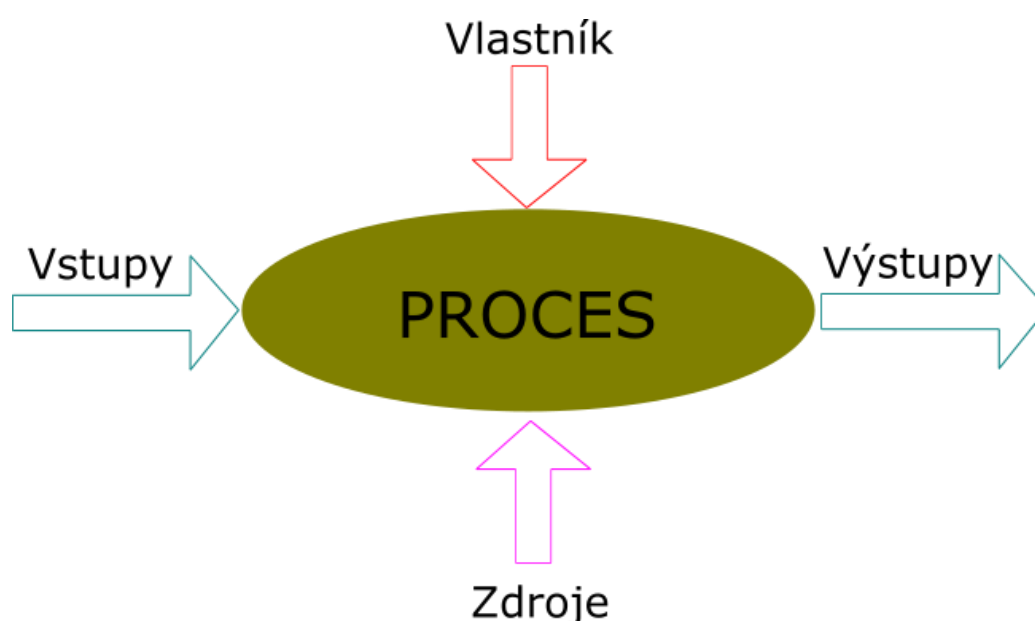 Vlastník
Vstupy
PROCES
Výstupy
Zdroje